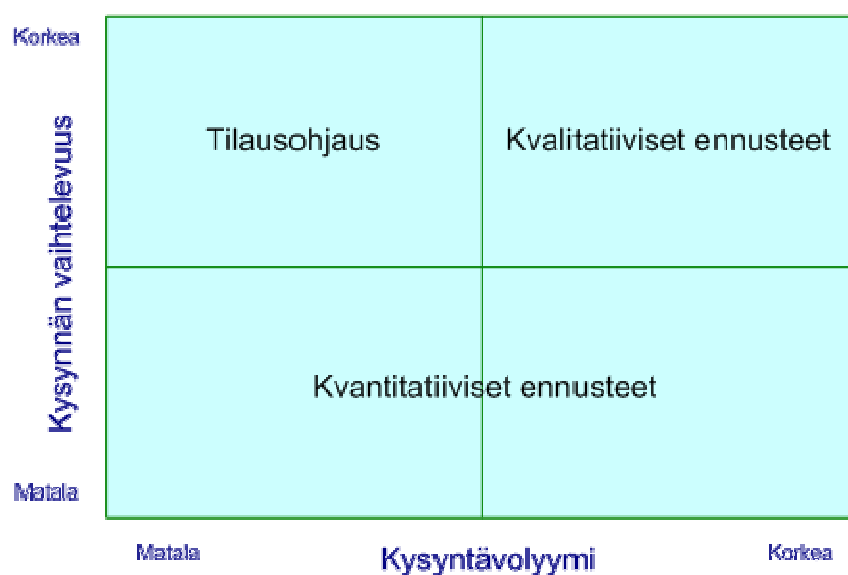 Korkea
Tilausohjaus
Kvalitatiiviset ennusteet
Kysynnän vaihtelevuus
Kvantitatiiviset ennusteet
Matala
Matala
Kysyntävolyymi
Korkea